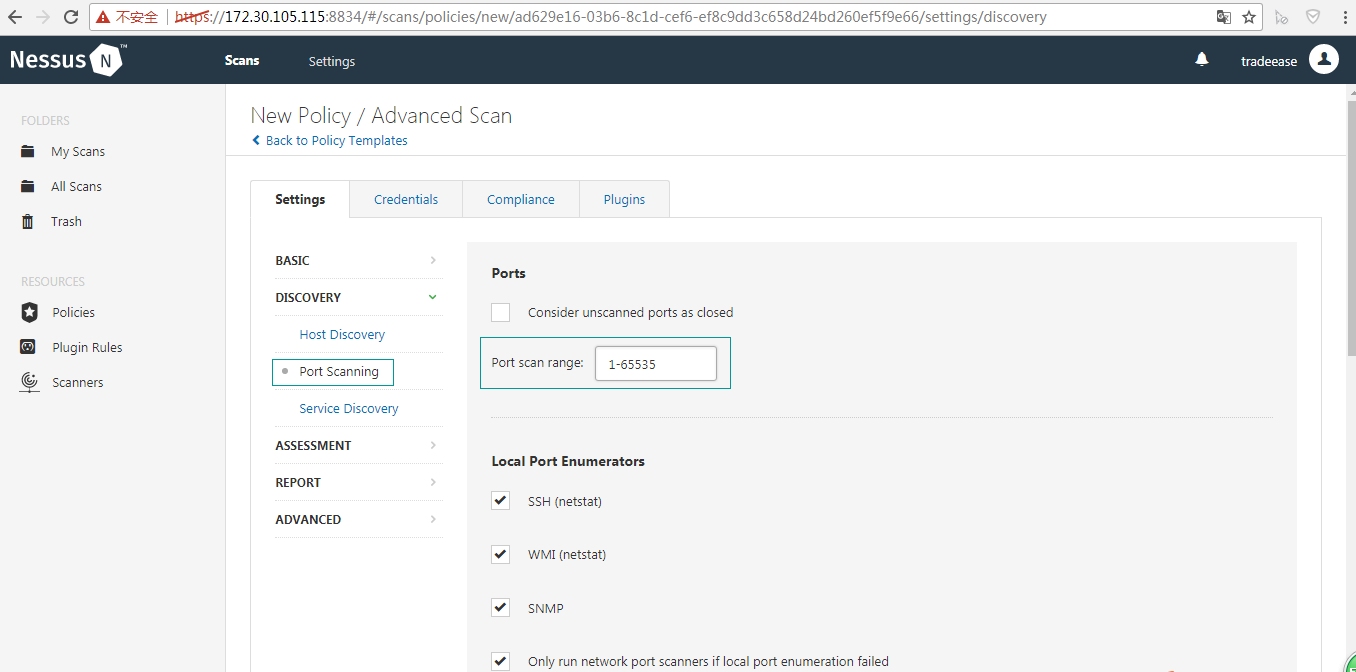 不安全 https://172.30.105.115:8834/#/scans/policies/new/ad629e16-03b6-8c1d-cef6-ef8c9dd3c658d24bd260ef5f9e66/settings/discovery
Nessus N ™ Scans Settings tradeease
FOLDERS
My Scans
All Scans
Trash
RESOURCES
Policies
Plugin Rules
Scanners
New Policy / Advanced Scan
Back to Policy Templates
Settings Credentials Compliance Plugins
BASIC
DISCOVERY
Host Discovery
Port Scanning
Service Discovery
ASSESSMENT
REPORT
ADVANCED
Ports
Consider unscanned ports as closed
Port scan range: 1-65535
Local Port Enumerators
SSH (netstat)
WMI (netstat)
SNMP
Only run network port scanners if local port enumeration failed